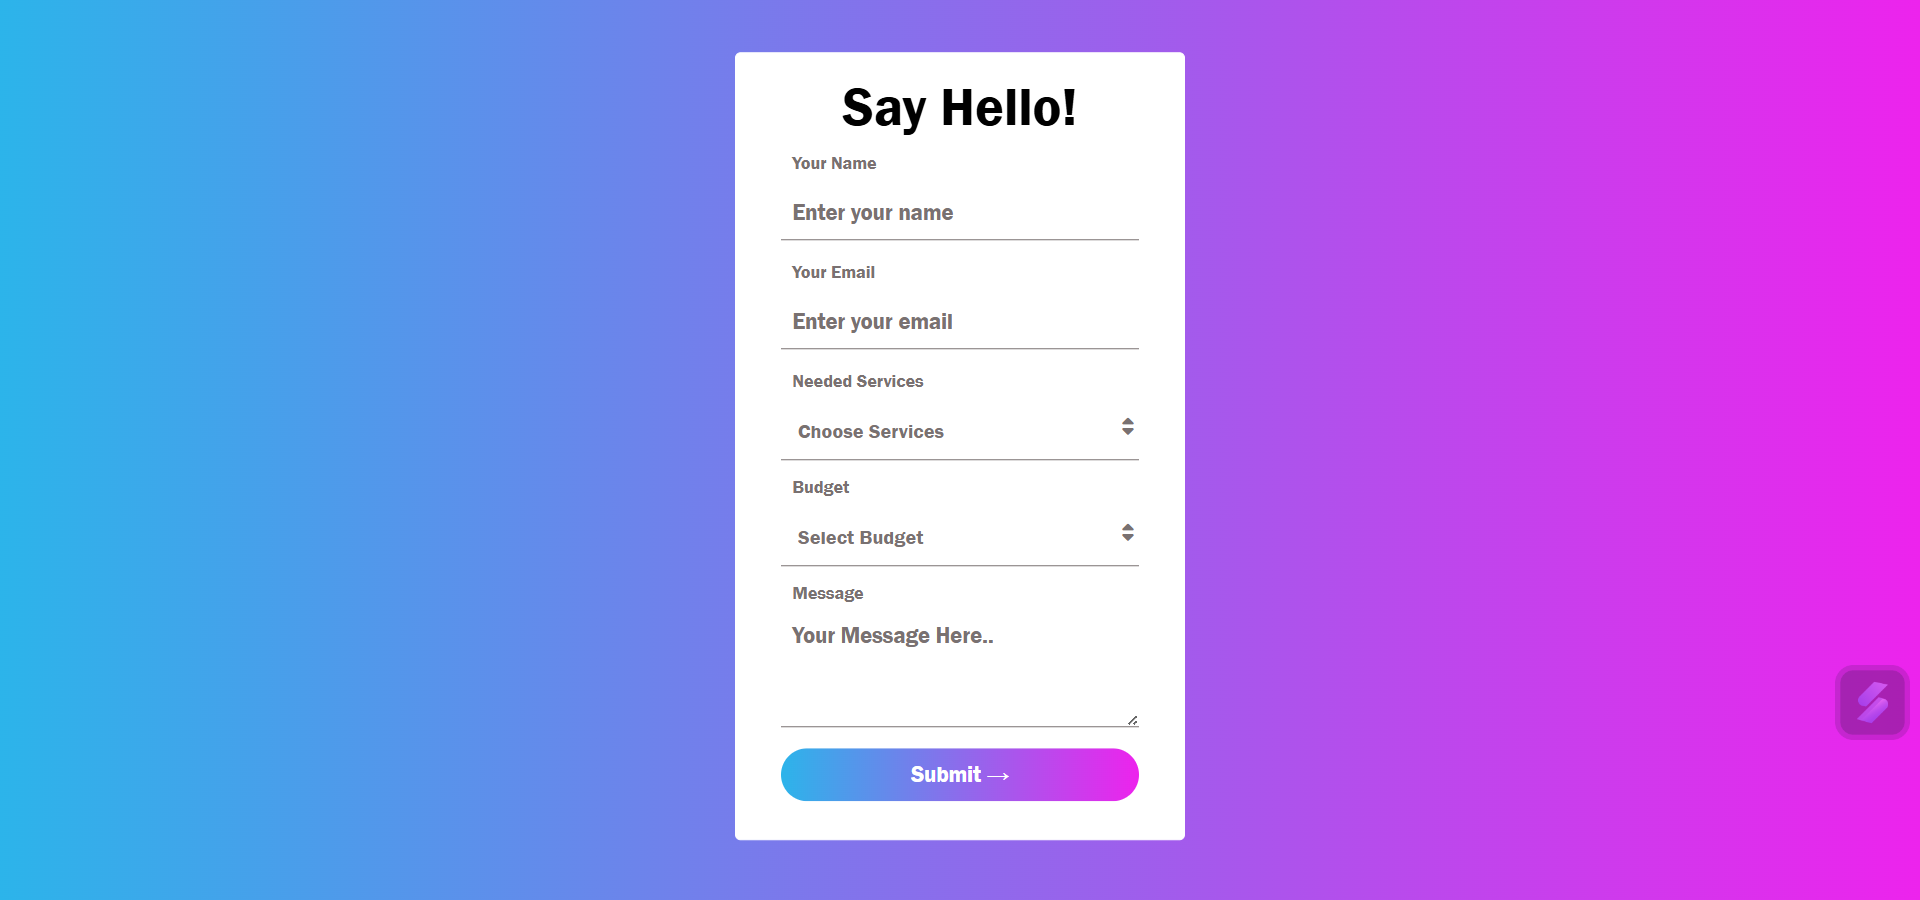 Say Hello!
Your Name
Enter your name
Your Email
Enter your email
Needed Services
Choose Services
Budget
Select Budget
Message
Your Message Here..
Submit →